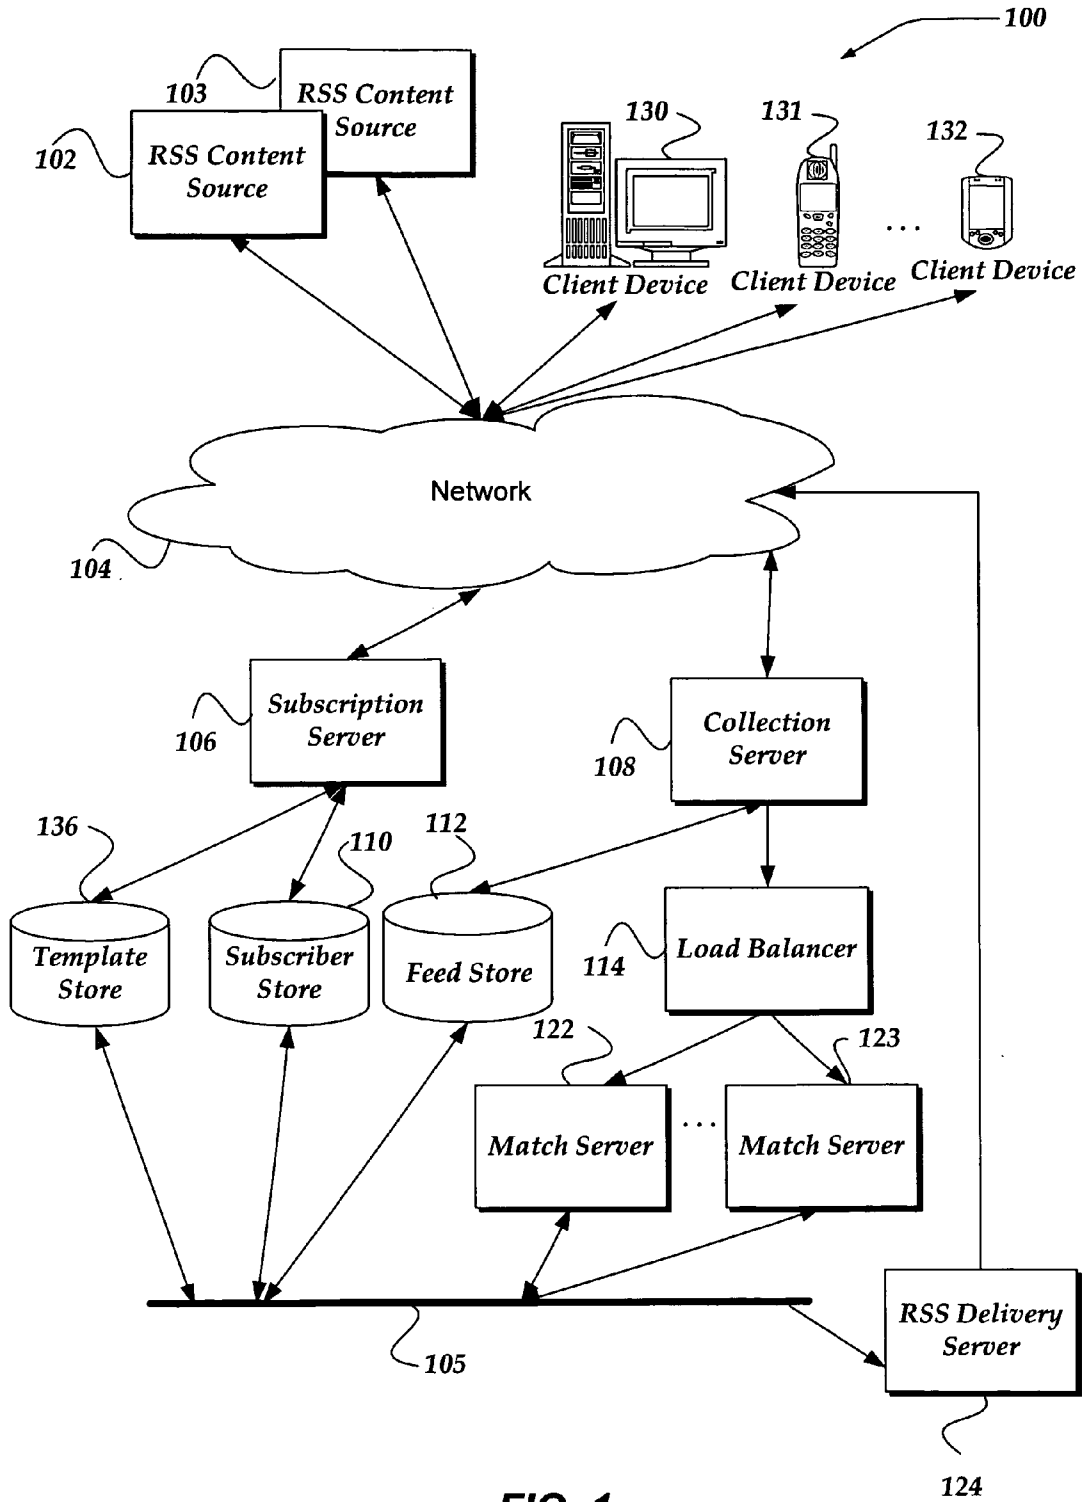 100
103
RSS Content
Source
102
RSS Content
Source
130
131
132
Client Device
Client Device
Client Device
Network
104
Subscription
Server
106
Collection
Server
108
136
110
112
Template
Store
Subscriber
Store
Feed Store
Load Balancer
114
122
123
Match Server
...
Match Server
105
RSS Delivery
Server
124
FIG. 1